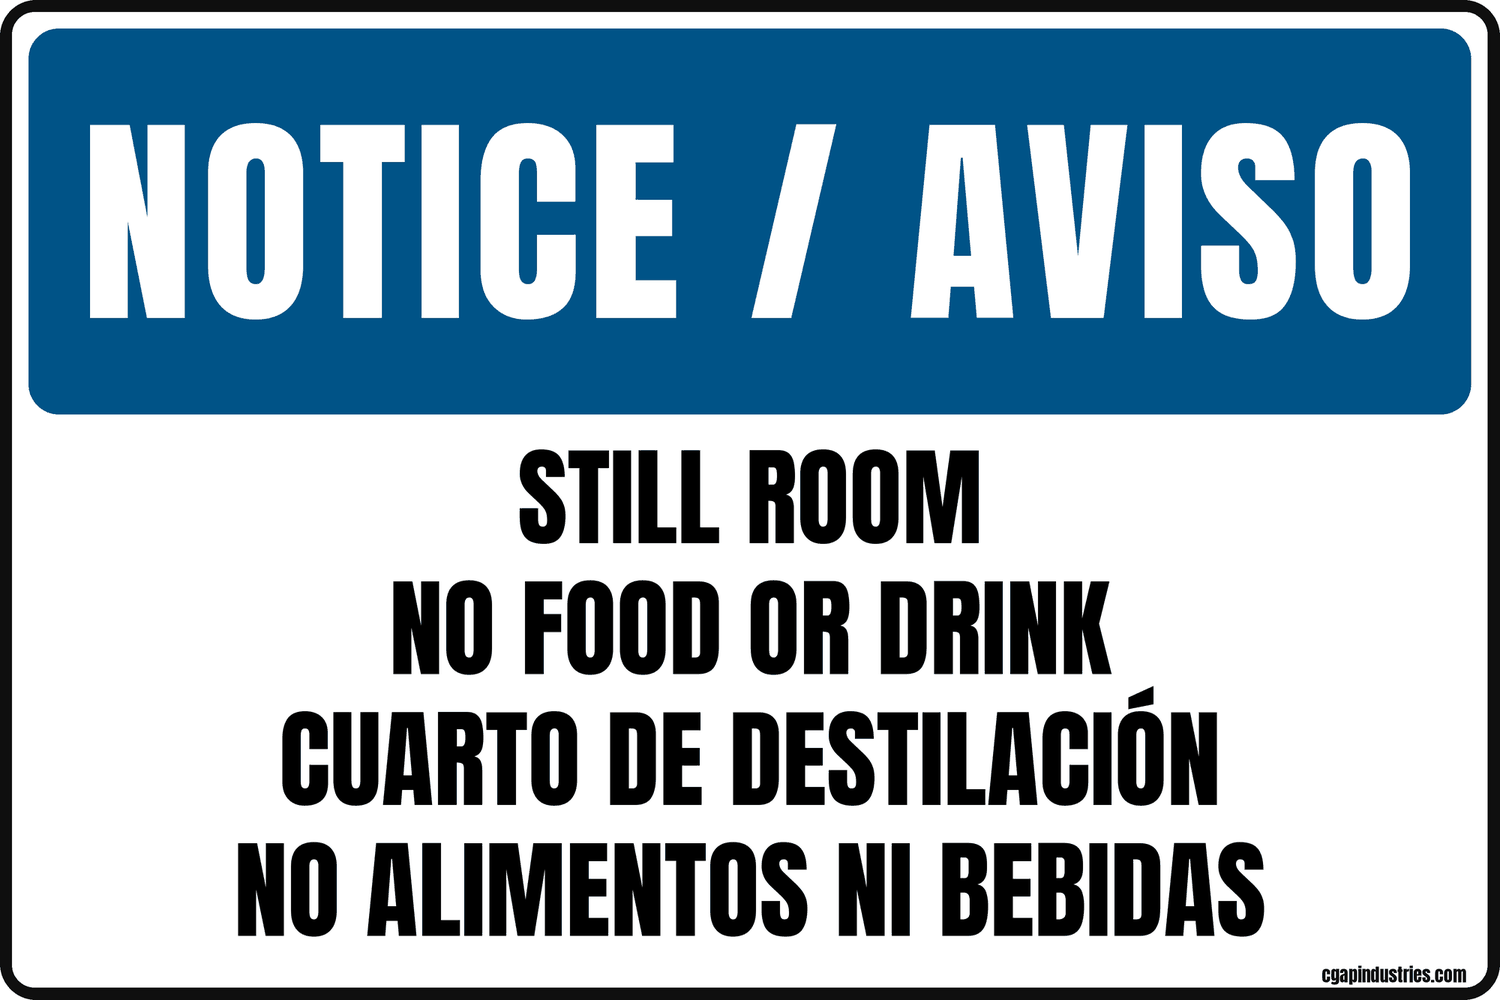 NOTICE / AVISO
STILL ROOM
NO FOOD OR DRINK
CUARTO DE DESTILACIÓN
NO ALIMENTOS NI BEBIDAS
cgapindustries.com